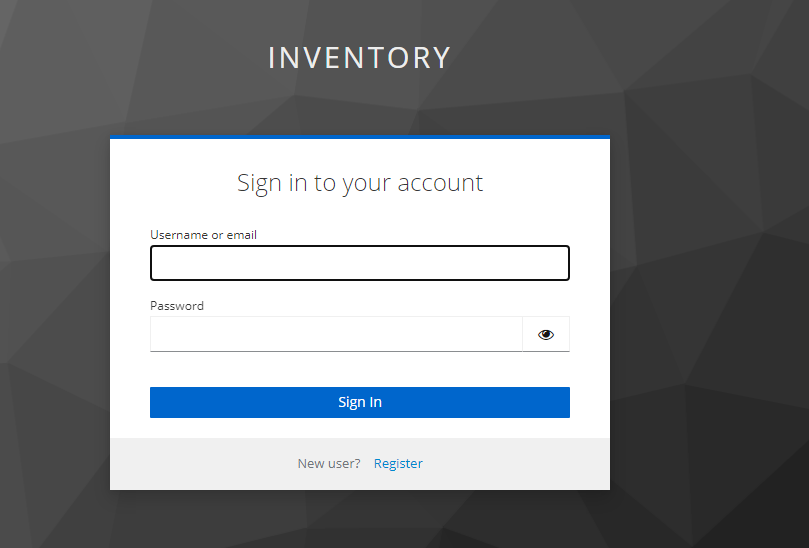 INVENTORY
Sign in to your account
Username or email
Password
Sign In
New user? Register